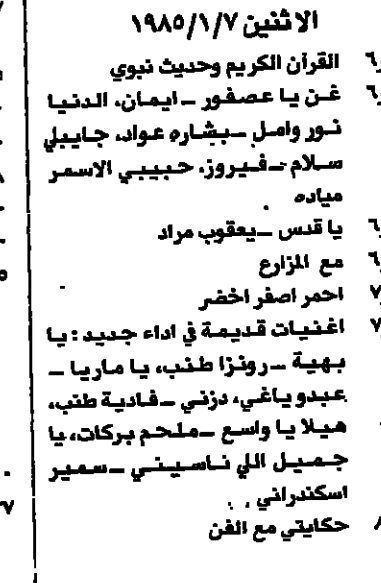 الاثنين ١٩٨٥/١/٧
القرآن الكريم وحديث نبوي
غن يا عصفور - ايمان، الدنيا
نور وامل - بشاره عواد، جايبلي
سلام - فيروز، حبيبي الاسمر
مياده
يا قدس - يعقوب مراد
مع المزارع
احمر اصفر اخضر
اغنيات قديمة في اداء جديد: يا
بهية - رونزا طنب، يا ماريا -
عبدو ياغي، دزني - فادية طنب،
هيلا يا واسع - ملحم بركات، يا
جميل اللي ناسيني - سمير
اسكندراني
حكايتي مع الفن